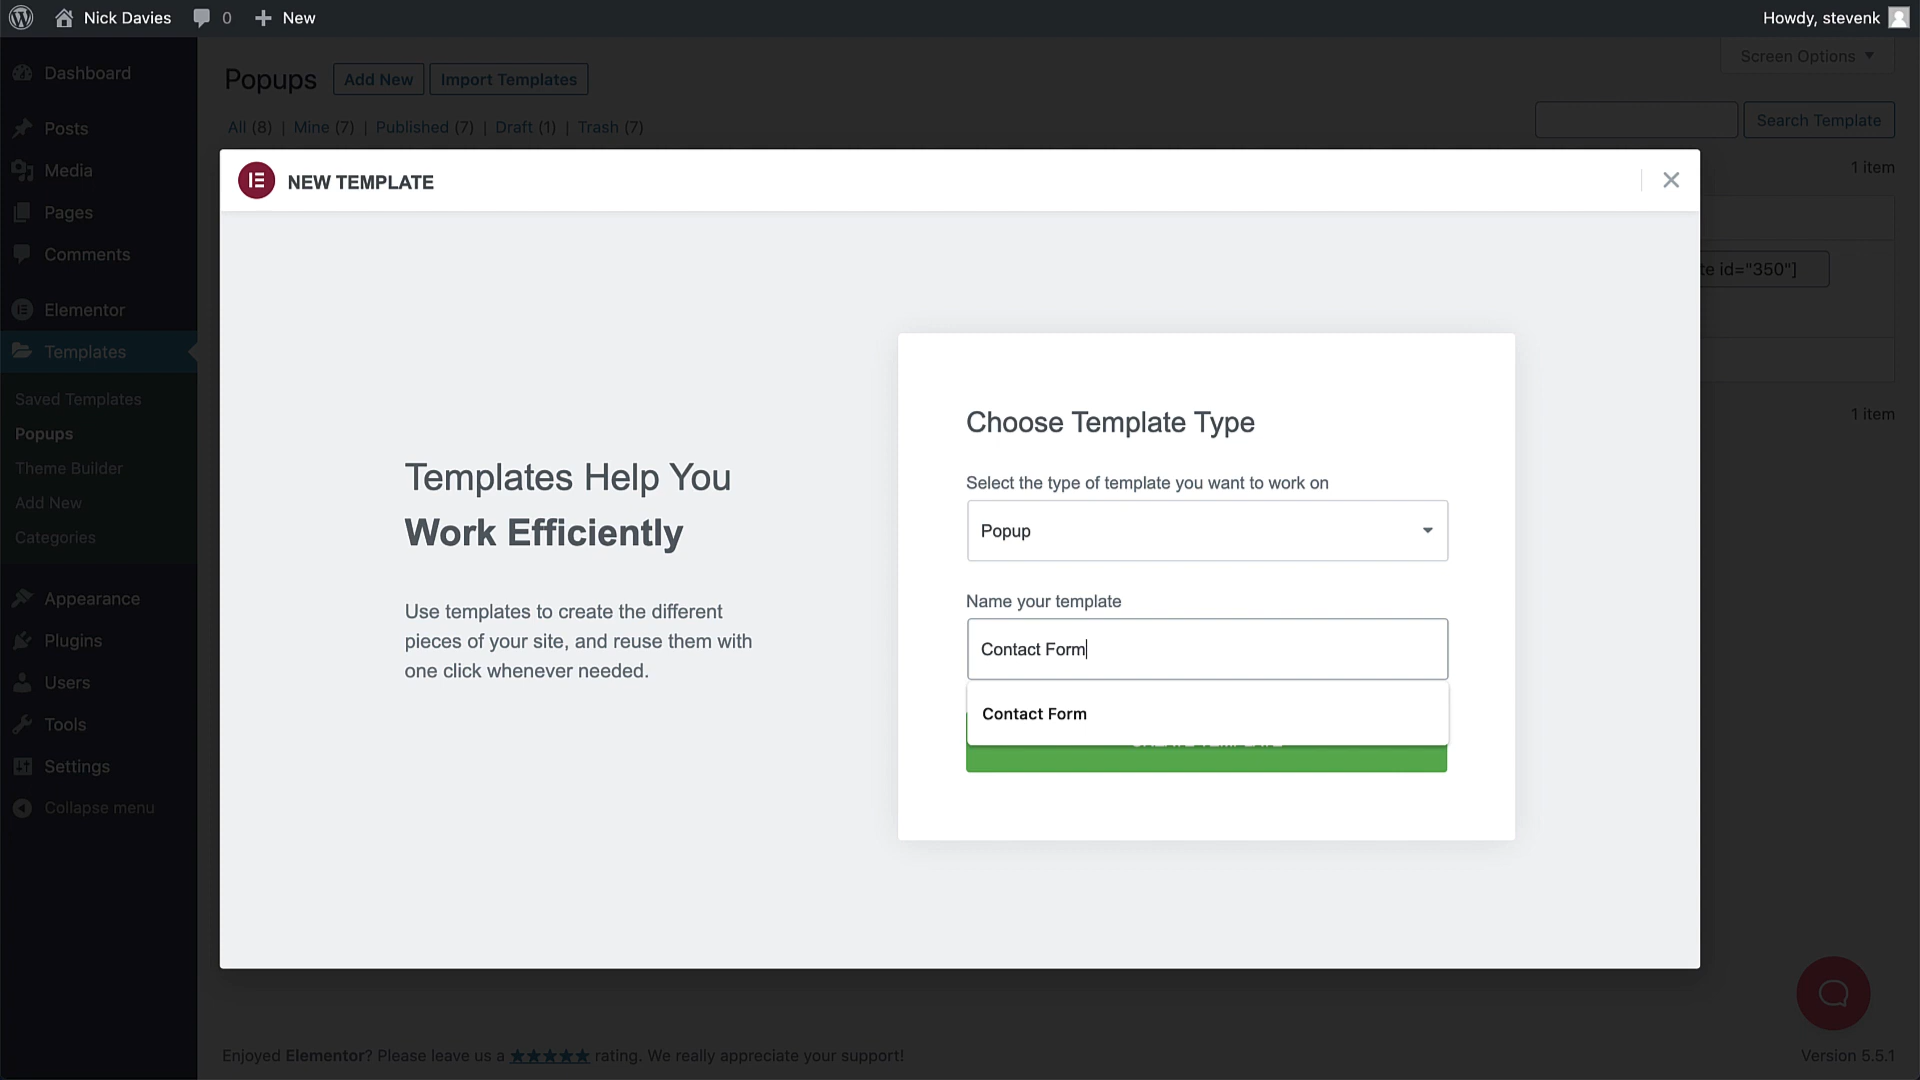 Nick Davies 0 New Howdy, stevenk
Dashboard
Posts
Media
Pages
Comments
Elementor
Templates
Saved Templates
Popups
Theme Builder
Add New
Categories
Appearance
Plugins
Users
Tools
Settings
Collapse menu
Popups Add New Import Templates Screen Options
All (8) | Mine (7) | Published (7) | Draft (1) | Trash (7)
Search Template
1 item
id="350"]
1 item
NEW TEMPLATE
Templates Help You
Work Efficiently
Use templates to create the different
pieces of your site, and reuse them with
one click whenever needed.
Choose Template Type
Select the type of template you want to work on
Popup
Name your template
Contact Form
Contact Form
Enjoyed Elementor? Please leave us a ★★★★★ rating. We really appreciate your support!
Version 5.5.1